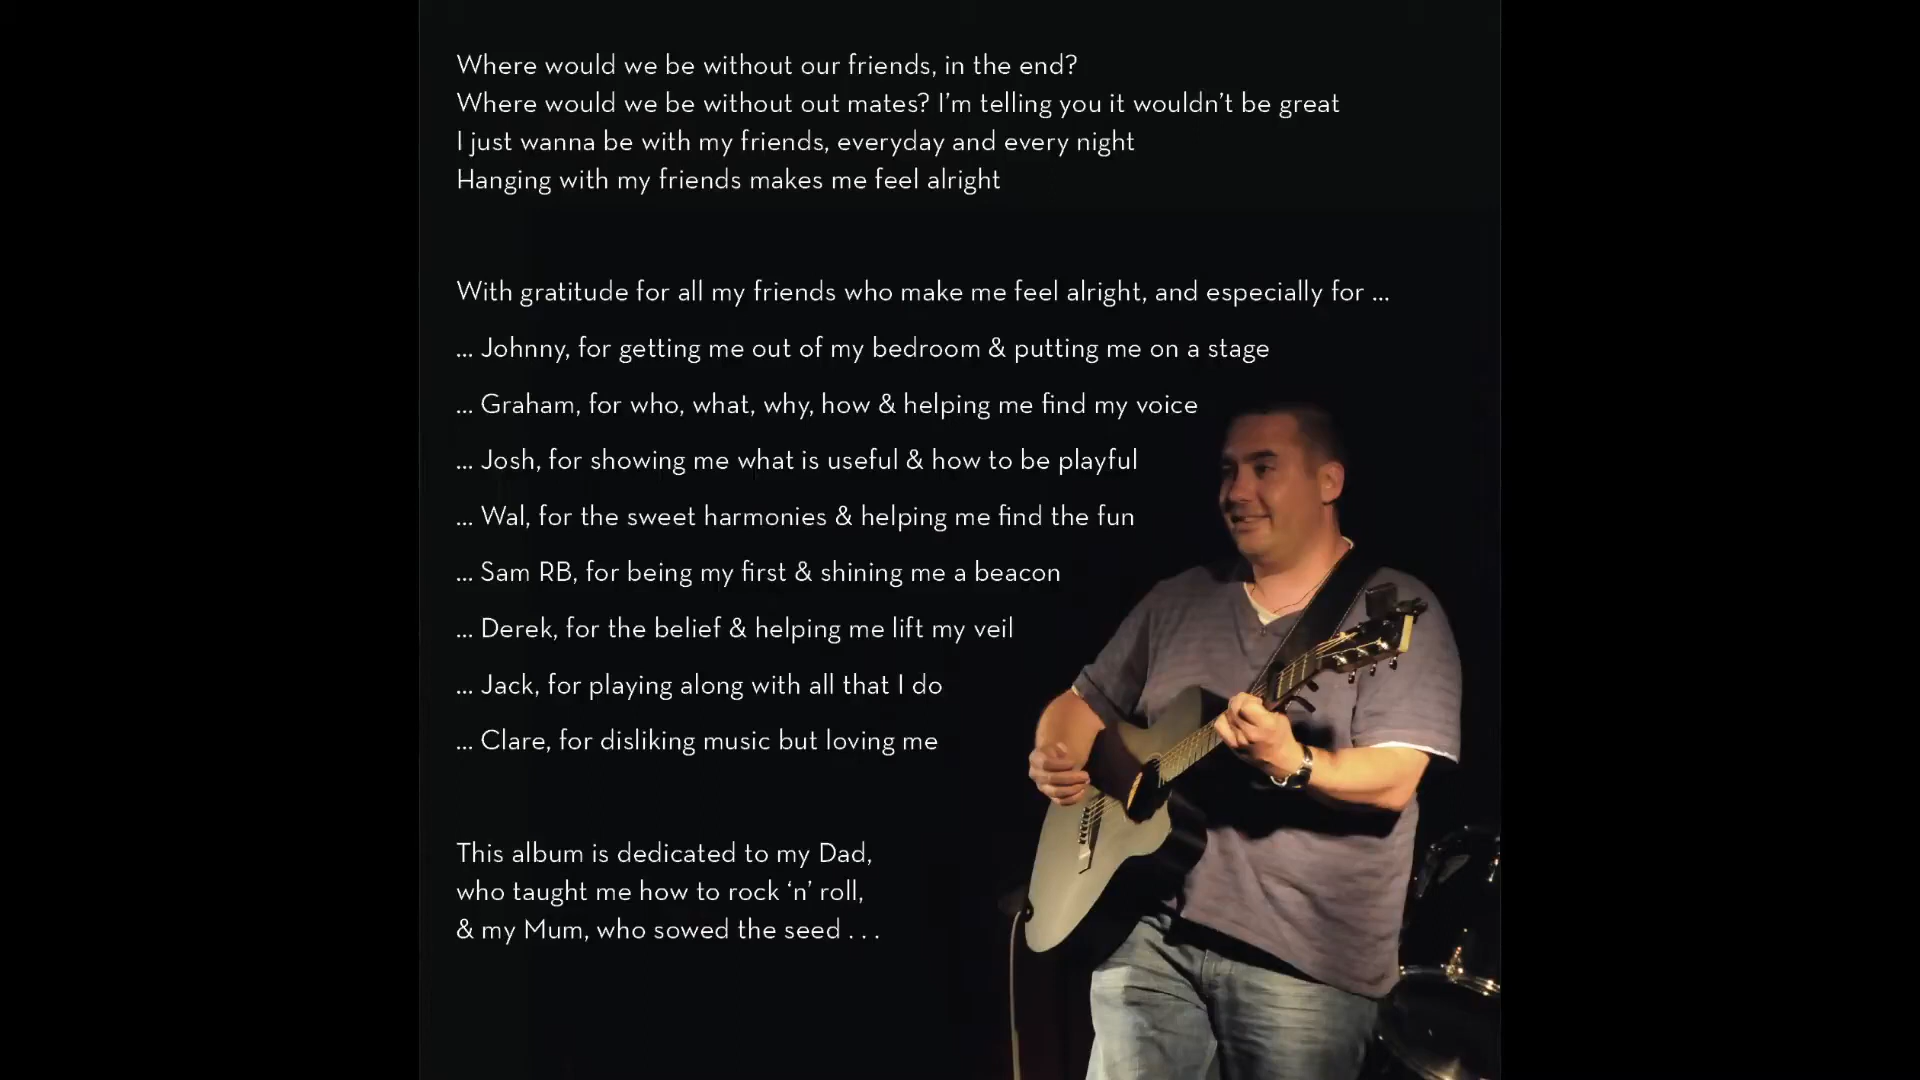 Where would we be without our friends, in the end?
Where would we be without out mates? I'm telling you it wouldn't be great
I just wanna be with my friends, everyday and every night
Hanging with my friends makes me feel alright
With gratitude for all my friends who make me feel alright, and especially for ...
... Johnny, for getting me out of my bedroom & putting me on a stage
... Graham, for who, what, why, how & helping me find my voice
... Josh, for showing me what is useful & how to be playful
... Wal, for the sweet harmonies & helping me find the fun
... Sam RB, for being my first & shining me a beacon
... Derek, for the belief & helping me lift my veil
... Jack, for playing along with all that I do
... Clare, for disliking music but loving me
This album is dedicated to my Dad,
who taught me how to rock ‘n’ roll,
& my Mum, who sowed the seed . . .